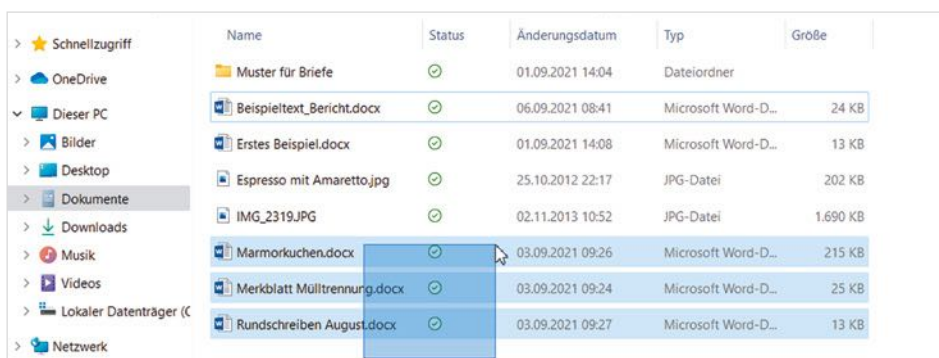 Name Status Änderungsdatum Typ Größe
Schnellzugriff
OneDrive
Dieser PC
Bilder
Desktop
Dokumente
Downloads
Musik
Videos
Lokaler Datenträger (C
Netzwerk
Muster für Briefe 01.09.2021 14:04 Dateiordner
Beispieltext_Bericht.docx 06.09.2021 08:41 Microsoft Word-D... 24 KB
Erstes Beispiel.docx 01.09.2021 14:08 Microsoft Word-D... 13 KB
Espresso mit Amaretto.jpg 25.10.2012 22:17 JPG-Datei 202 KB
IMG_2319.JPG 02.11.2013 10:52 JPG-Datei 1.690 KB
Marmorkuchen.docx 03.09.2021 09:26 Microsoft Word-D... 215 KB
Merkblatt Mülltrennung.docx 03.09.2021 09:24 Microsoft Word-D... 25 KB
Rundschreiben August.docx 03.09.2021 09:27 Microsoft Word-D... 13 KB